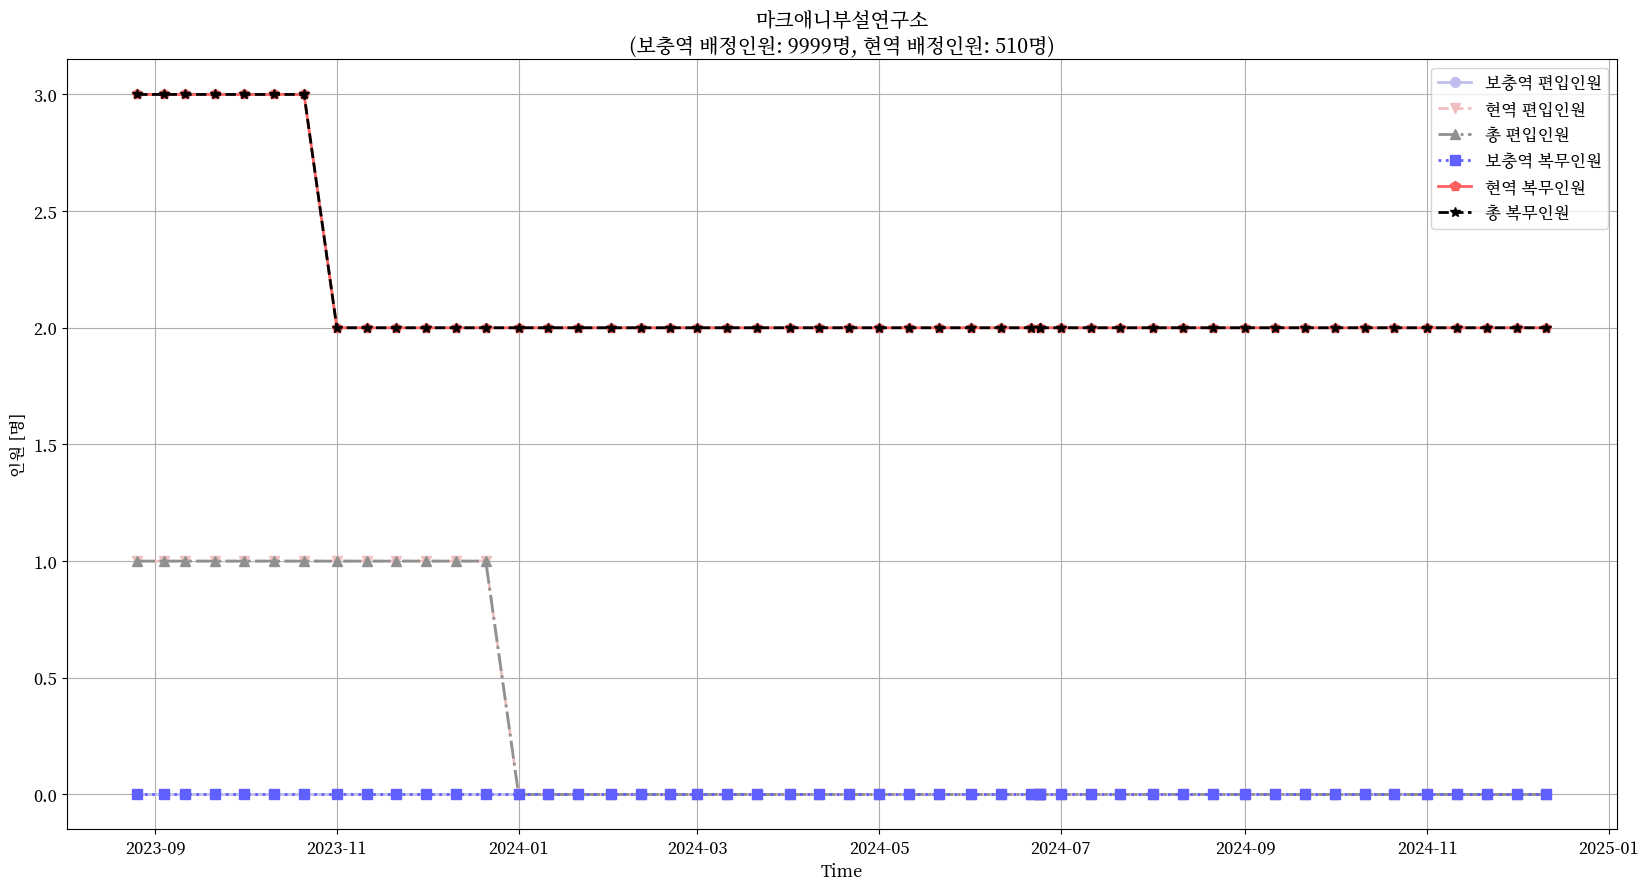 마크애니부설연구소
(보충역 배정인원: 9999명, 현역 배정인원: 510명)
보충역 편입인원
현역 편입인원
총 편입인원
보충역 복무인원
현역 복무인원
총 복무인원
인원 [명]
3.0
2.5
2.0
1.5
1.0
0.5
0.0
2023-09 2023-11 2024-01 2024-03 2024-05 2024-07 2024-09 2024-11 2025-01
Time